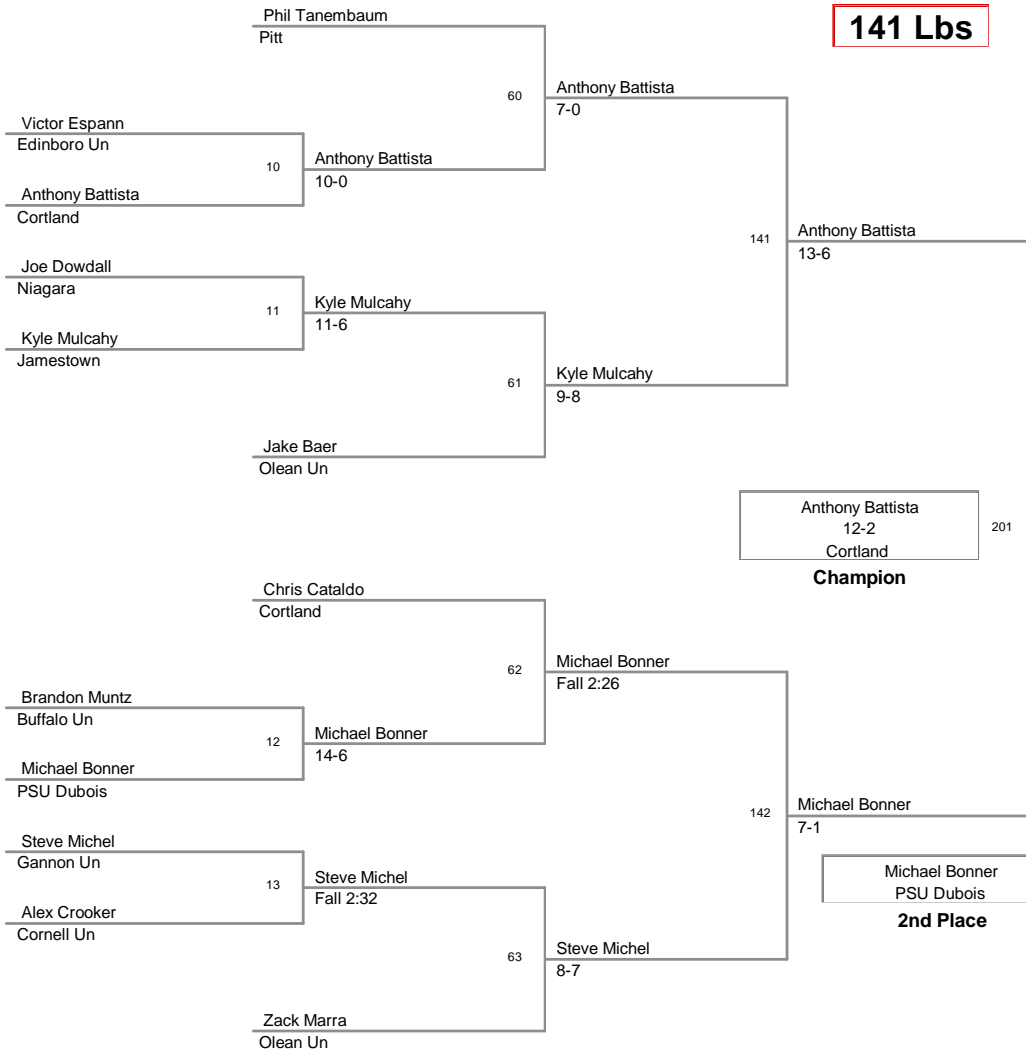 Phil Tanembaum
Pitt
141 Lbs
60
Anthony Battista
7-0
Victor Espann
Edinboro Un
10
Anthony Battista
10-0
Anthony Battista
Cortland
141
Anthony Battista
13-6
Joe Dowdall
Niagara
11
Kyle Mulcahy
11-6
Kyle Mulcahy
Jamestown
61
Kyle Mulcahy
9-8
Jake Baer
Olean Un
Anthony Battista
12-2
Cortland
201
Champion
Chris Cataldo
Cortland
62
Michael Bonner
Fall 2:26
Brandon Muntz
Buffalo Un
12
Michael Bonner
14-6
Michael Bonner
PSU Dubois
142
Michael Bonner
7-1
Steve Michel
Gannon Un
13
Steve Michel
Fall 2:32
Michael Bonner
PSU Dubois
2nd Place
Alex Crooker
Cornell Un
63
Steve Michel
8-7
Zack Marra
Olean Un